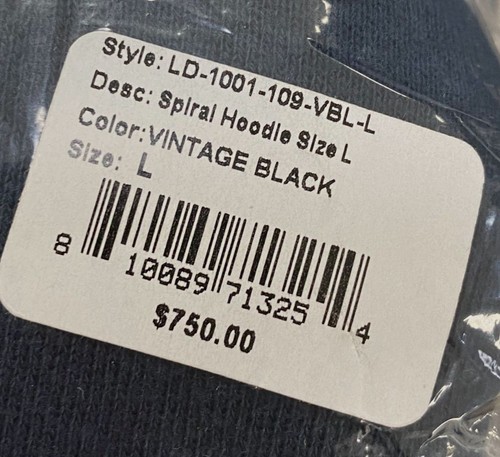 Style: LD-1001-109-VBL-L
Desc: Spiral Hoodie Size L
Color: VINTAGE BLACK
Size: L
8 10089 71325 4
$750.00